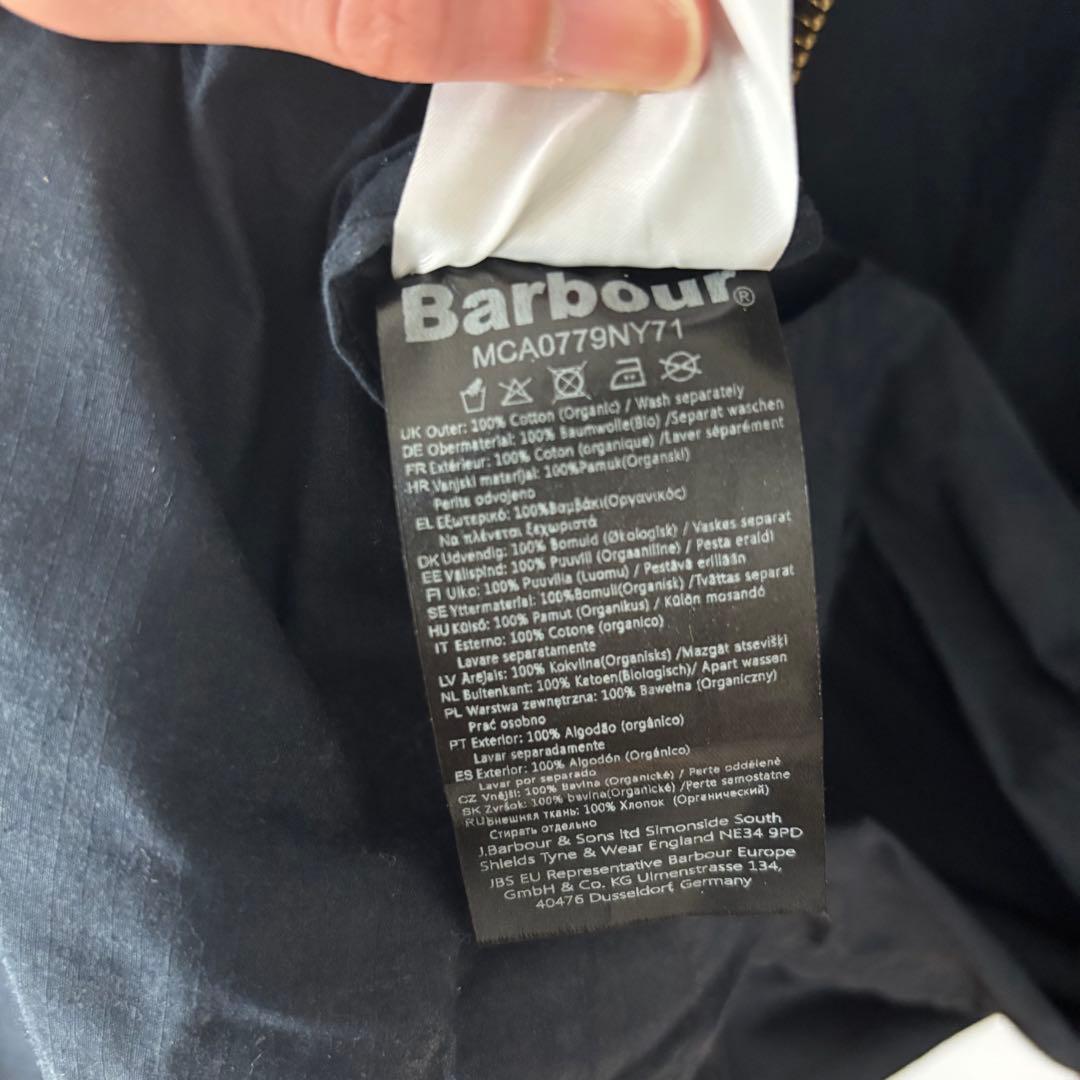 Barbour®
MCA0779NY71
UK Outer: 100% Cotton (Organic) / Wash separately
DE Obermaterial: 100% Baumwolle(Bio) /Separat waschen
FR Extérieur: 100% Coton (organique) /Laver séparément
HR Vanjski materijal: 100%Pamuk(Organski)
Perite odvojeno
EL Εξωτερικό: 100%Βαμβάκι(Οργανικός)
Να πλένεται ξεχωριστά
DK Udvendig: 100% Bomuld (Økologisk) / Vaskes separat
EE Välispind: 100% Puuvill (Orgaaniline) / Pesta eraldi
FI Ulko: 100% Puuvilla (Luomu) / Pestävä erillään
SE Yttermaterial: 100%Bomull(Organisk) /Tvättas separat
HU Külső: 100% Pamut (Organikus) / Külön mosandó
IT Esterno: 100% Cotone (organico)
Lavare separatamente
LV Ārejais: 100% Kokvilna(Organisks) /Mazgāt atsevišķi
NL Buitenkant: 100% Katoen(Biologisch)/ Apart wassen
PL Warstwa zewnętrzna: 100% Bawełna (Organiczny)
Prać osobno
PT Exterior: 100% Algodão (orgânico)
Lavar separadamente
ES Exterior: 100% Algodón (Orgánico)
Lavar por separado
CZ Vnější: 100% Bavlna (Organické) / Perte odděleně
SK Zvršok: 100% bavlna(Organické) /Perte samostatne
RU Внешняя ткань: 100% Хлопок (Органический)
Стирать отдельно
J.Barbour & Sons ltd Simonside South
Shields Tyne & Wear England NE34 9PD
JBS EU Representative Barbour Europe
GmbH & Co. KG Ulmenstrasse 134,
40476 Dusseldorf, Germany